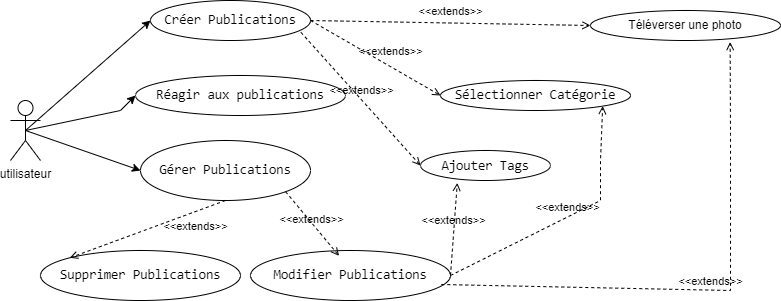 Créer Publications
<<extends>>
Téléverser une photo
<<extends>>
Réagir aux publications
<<extends>>
Sélectionner Catégorie
utilisateur
Gérer Publications
Ajouter Tags
<<extends>>
<<extends>>
<<extends>>
<<extends>>
Supprimer Publications
Modifier Publications
<<extends>>